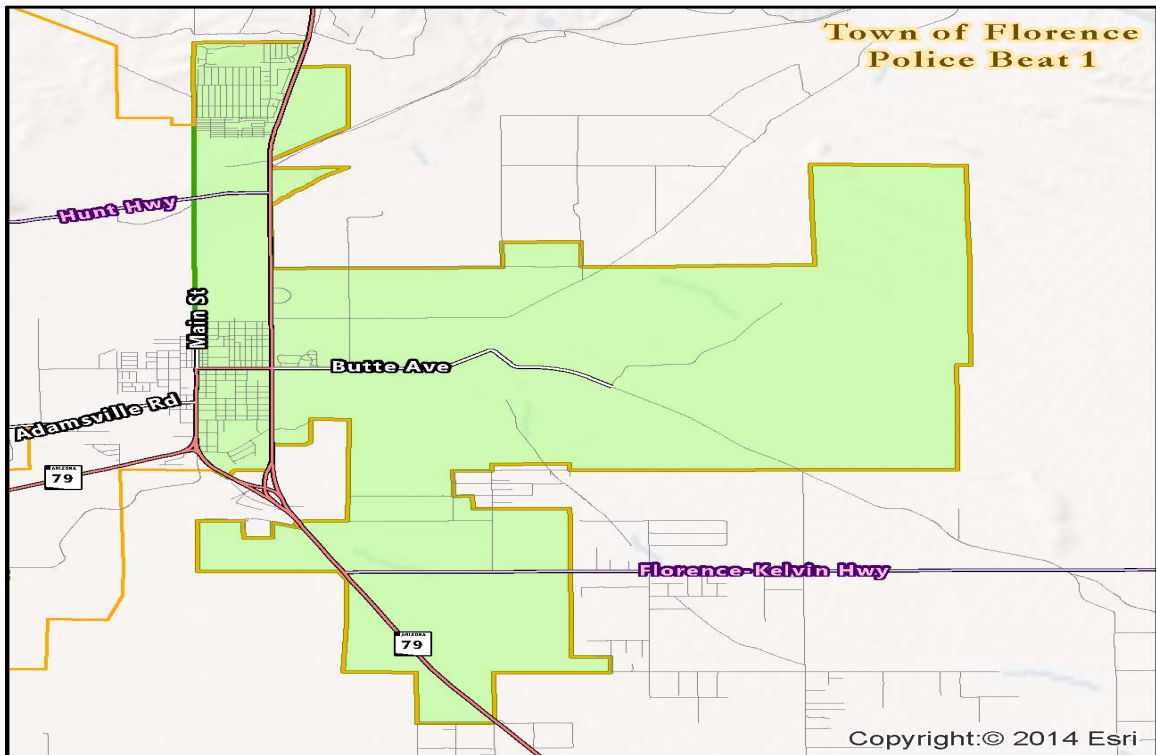 Town of Florence
Police Beat 1
Hunt Hwy
Main St
Butte Ave
Adamsville Rd
ARIZONA
79
Florence-Kelvin Hwy
ARIZONA
79
Copyright:© 2014 Esri